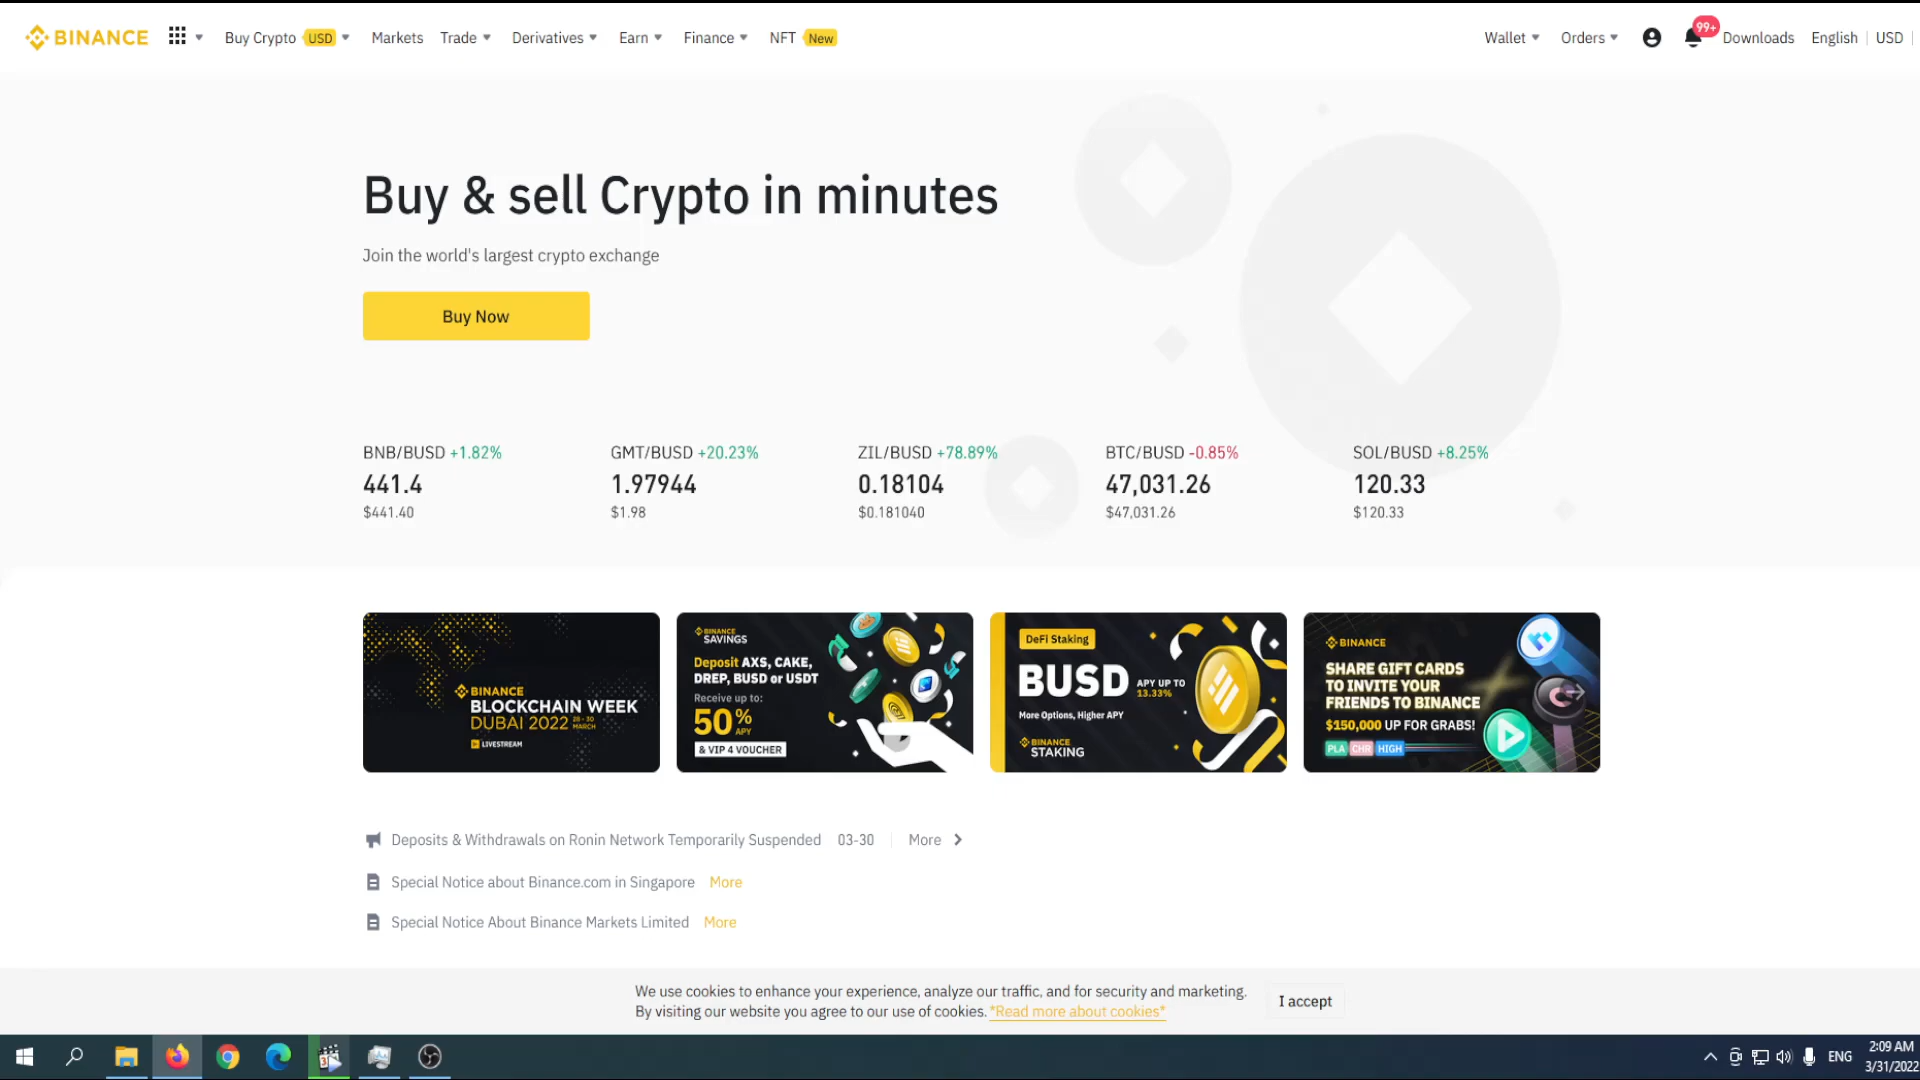 BINANCE Buy Crypto USD Markets Trade Derivatives Earn Finance NFT New Wallet Orders 99+ Downloads English USD
Buy & sell Crypto in minutes
Join the world's largest crypto exchange
Buy Now
BNB/BUSD +1.82% GMT/BUSD +20.23% ZIL/BUSD +78.89% BTC/BUSD -0.85% SOL/BUSD +8.25%
441.4 1.97944 0.18104 47,031.26 120.33
$441.40 $1.98 $0.181040 $47,031.26 $120.33
BINANCE
BLOCKCHAIN WEEK
DUBAI 2022 28 - 30 MARCH
LIVESTREAM
BINANCE
SAVINGS
Deposit AXS, CAKE,
DREP, BUSD or USDT
Receive up to:
50% APY
& VIP 4 VOUCHER
DeFi Staking
BUSD APY UP TO
13.33%
More Options, Higher APY
BINANCE
STAKING
BINANCE
SHARE GIFT CARDS
TO INVITE YOUR
FRIENDS TO BINANCE
$150,000 UP FOR GRABS!
PLA CHR HIGH
Deposits & Withdrawals on Ronin Network Temporarily Suspended 03-30 More
Special Notice about Binance.com in Singapore More
Special Notice About Binance Markets Limited More
We use cookies to enhance your experience, analyze our traffic, and for security and marketing.
By visiting our website you agree to our use of cookies. *Read more about cookies*
I accept
ENG
2:09 AM
3/31/2022